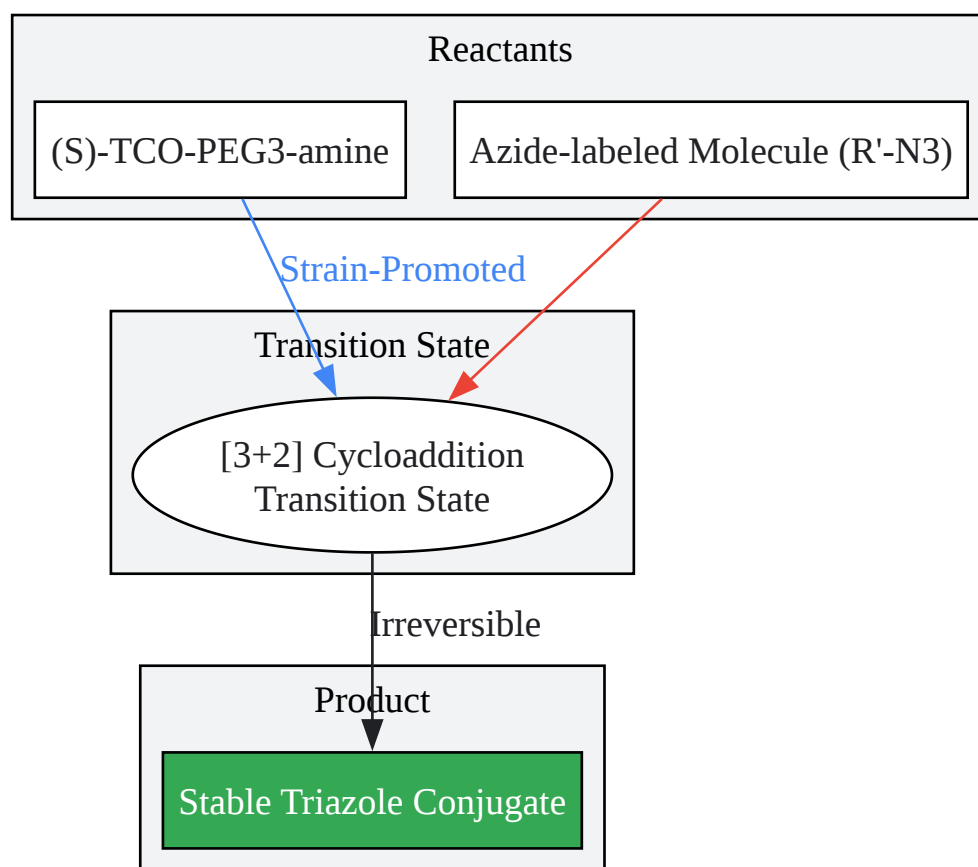 Reactants
(S)-TCO-PEG3-amine
Azide-labeled Molecule (R'-N3)
Strain-Promoted
Transition State
[3+2] Cycloaddition
Transition State
Irreversible
Product
Stable Triazole Conjugate